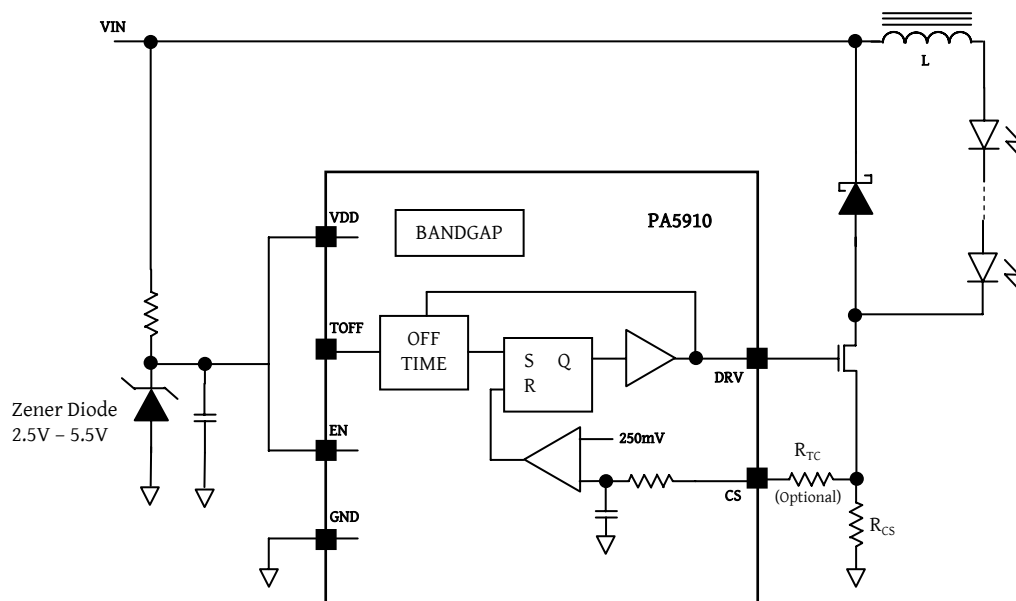 VIN
L
VDD
BANDGAP
PA5910
TOFF
OFF
TIME
S Q
R
DRV
Zener Diode
2.5V – 5.5V
EN
250mV
CS
RTC
(Optional)
GND
RCS